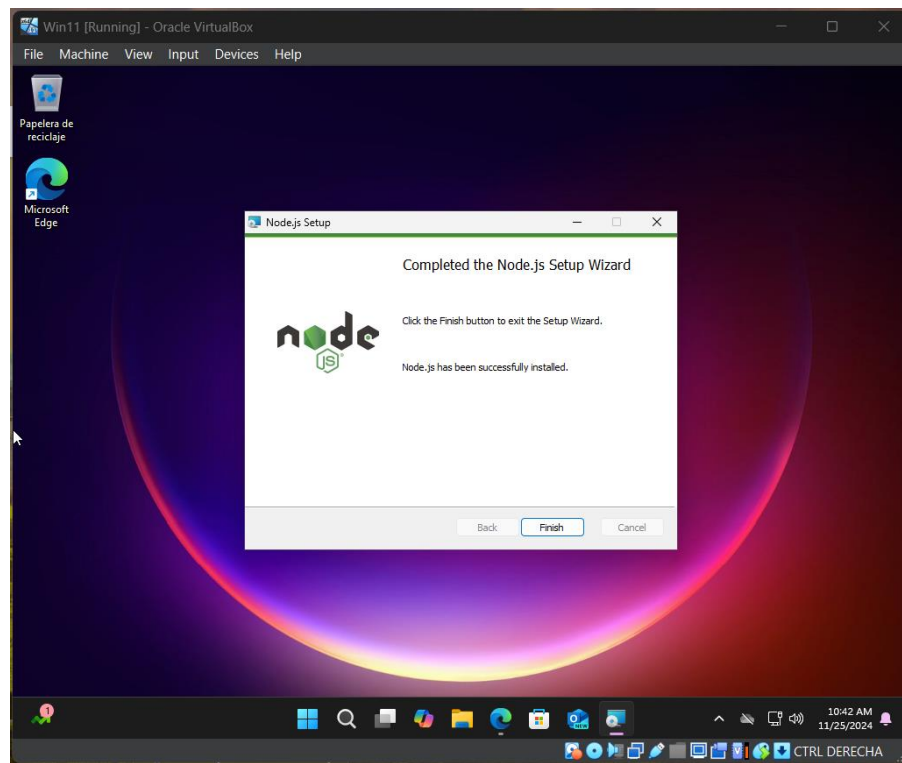 Win11 [Running] - Oracle VirtualBox
File Machine View Input Devices Help
Papelera de
reciclaje
Microsoft
Edge
Node.js Setup
Completed the Node.js Setup Wizard
Click the Finish button to exit the Setup Wizard.
node
JS
Node.js has been successfully installed.
Back Finish Cancel
1
NEW
10:42 AM
11/25/2024
CTRL DERECHA